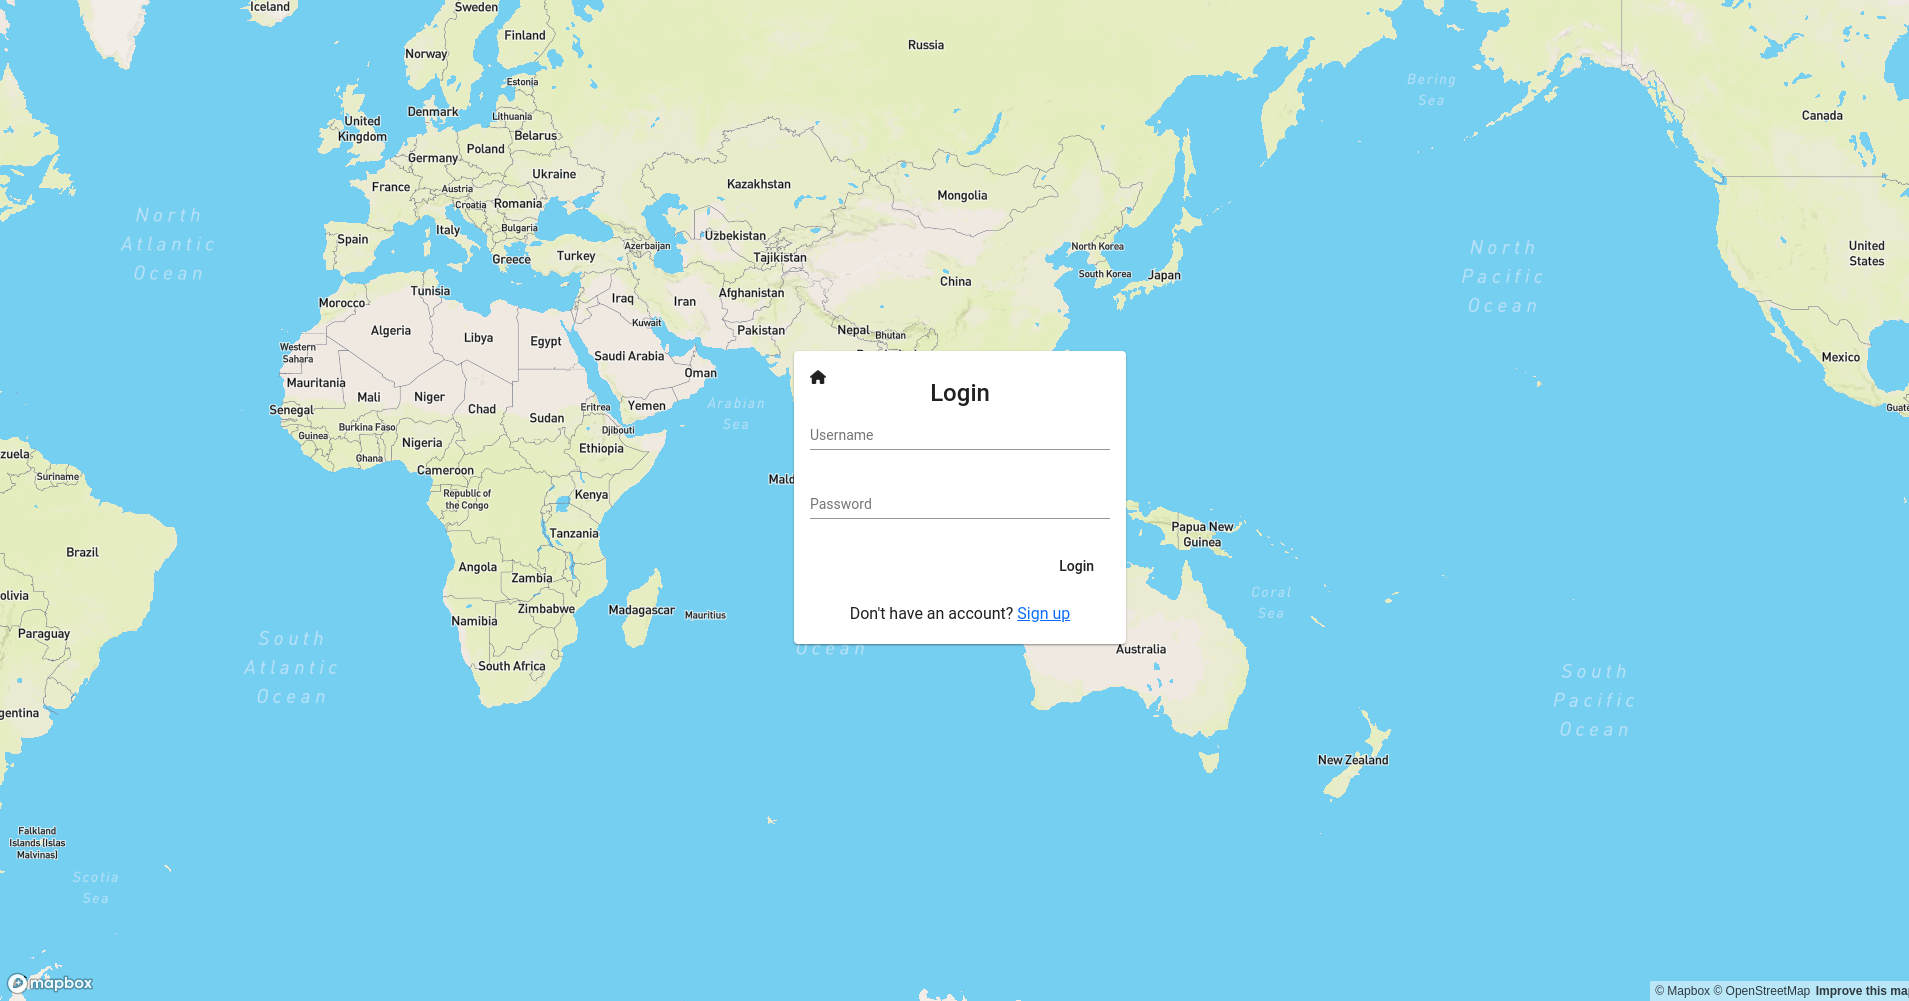 Iceland
Sweden
Finland
Norway
Russia
Estonia
Bering
Sea
Denmark
Lithuania
United
Kingdom
Canada
Belarus
Poland
Germany
Ukraine
France
Austria
Kazakhstan
Mongolia
Croatia
Romania
North
Atlantic
Ocean
Italy
Bulgaria
Spain
Uzbekistan
Azerbaijan
North Korea
North
Pacific
Ocean
United
States
Greece
Turkey
Tajikistan
South Korea
Japan
China
Tunisia
Afghanistan
Morocco
Iraq
Iran
Kuwait
Algeria
Libya
Egypt
Pakistan
Nepal
Bhutan
Western
Sahara
Saudi Arabia
Mexico
Oman
Mauritania
Mali
Niger
Chad
Sudan
Eritrea
Yemen
Arabian
Sea
Senegal
Burkina Faso
Djibouti
Guinea
Nigeria
Ghana
Ethiopia
Cameroon
zuela
Suriname
Guate
Login
Username
Password
Login
Don't have an account? Sign up
Mald
Republic of
the Congo
Kenya
Tanzania
Papua New
Guinea
Brazil
Angola
Zambia
Zimbabwe
Madagascar
Mauritius
Namibia
olivia
Paraguay
Coral
Sea
South
Atlantic
Ocean
South Africa
Ocean
Australia
South
Pacific
Ocean
gentina
New Zealand
Falkland
Islands (Islas
Malvinas)
Scotia
Sea
mapbox
© Mapbox © OpenStreetMap Improve this map